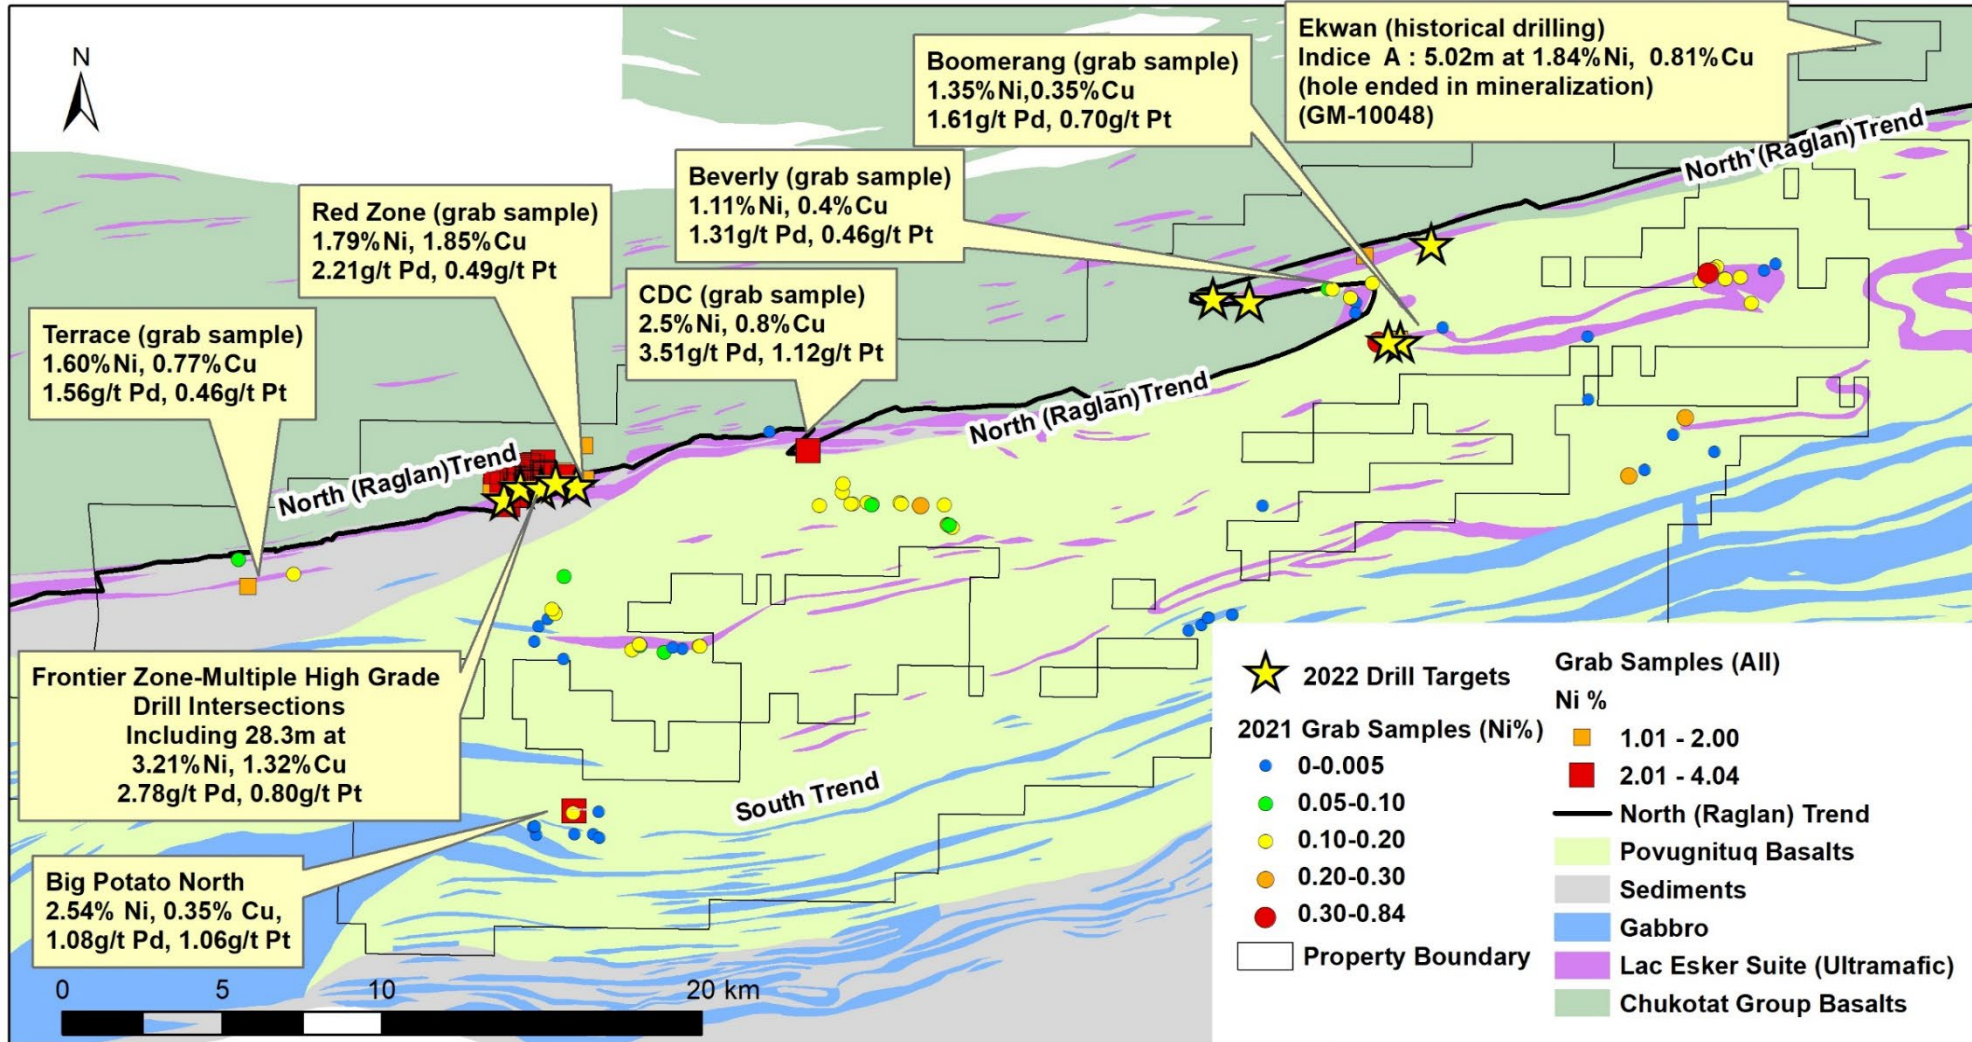 N
Ekwan (historical drilling)
Indice A : 5.02m at 1.84%Ni, 0.81%Cu
(hole ended in mineralization)
(GM-10048)
Boomerang (grab sample)
1.35%Ni,0.35%Cu
1.61g/t Pd, 0.70g/t Pt
North (Raglan)Trend
Beverly (grab sample)
1.11%Ni, 0.4%Cu
1.31g/t Pd, 0.46g/t Pt
Red Zone (grab sample)
1.79%Ni, 1.85%Cu
2.21g/t Pd, 0.49g/t Pt
CDC (grab sample)
2.5%Ni, 0.8%Cu
3.51g/t Pd, 1.12g/t Pt
Terrace (grab sample)
1.60%Ni, 0.77%Cu
1.56g/t Pd, 0.46g/t Pt
North (Raglan)Trend
North (Raglan)Trend
Frontier Zone-Multiple High Grade
Drill Intersections
Including 28.3m at
3.21%Ni, 1.32%Cu
2.78g/t Pd, 0.80g/t Pt
South Trend
Big Potato North
2.54% Ni, 0.35% Cu,
1.08g/t Pd, 1.06g/t Pt
0 5 10 20 km
2022 Drill Targets
2021 Grab Samples (Ni%)
0-0.005
0.05-0.10
0.10-0.20
0.20-0.30
0.30-0.84
Property Boundary
Grab Samples (All)
Ni %
1.01 - 2.00
2.01 - 4.04
North (Raglan) Trend
Povugnituq Basalts
Sediments
Gabbro
Lac Esker Suite (Ultramafic)
Chukotat Group Basalts